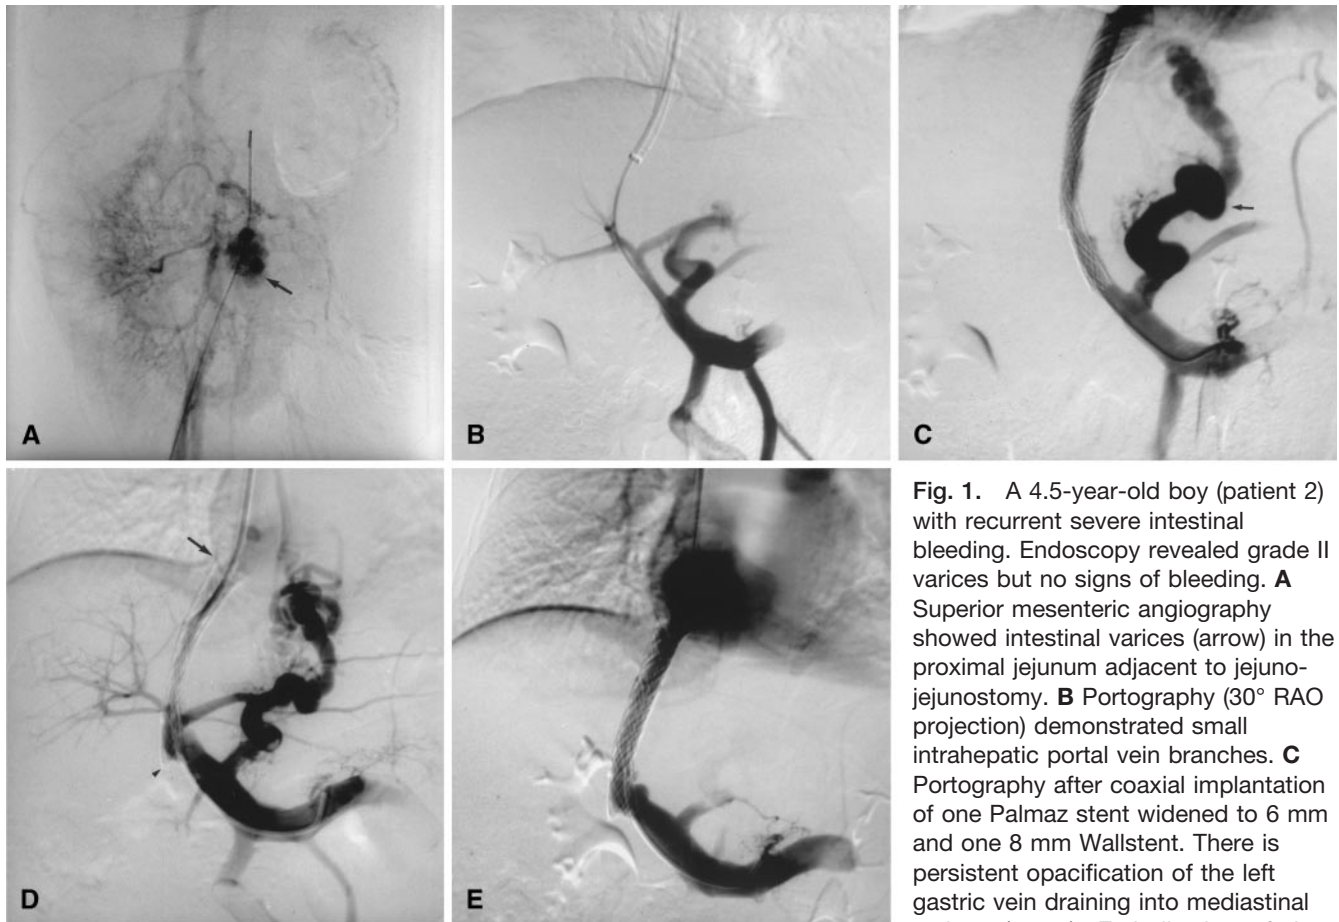 A
B
C
D
E
Fig. 1. A 4.5-year-old boy (patient 2)
with recurrent severe intestinal
bleeding. Endoscopy revealed grade II
varices but no signs of bleeding. A
Superior mesenteric angiography
showed intestinal varices (arrow) in the
proximal jejunum adjacent to jejuno-
jejunostomy. B Portography (30° RAO
projection) demonstrated small
intrahepatic portal vein branches. C
Portography after coaxial implantation
of one Palmaz stent widened to 6 mm
and one 8 mm Wallstent. There is
persistent opacification of the left
gastric vein draining into mediastinal